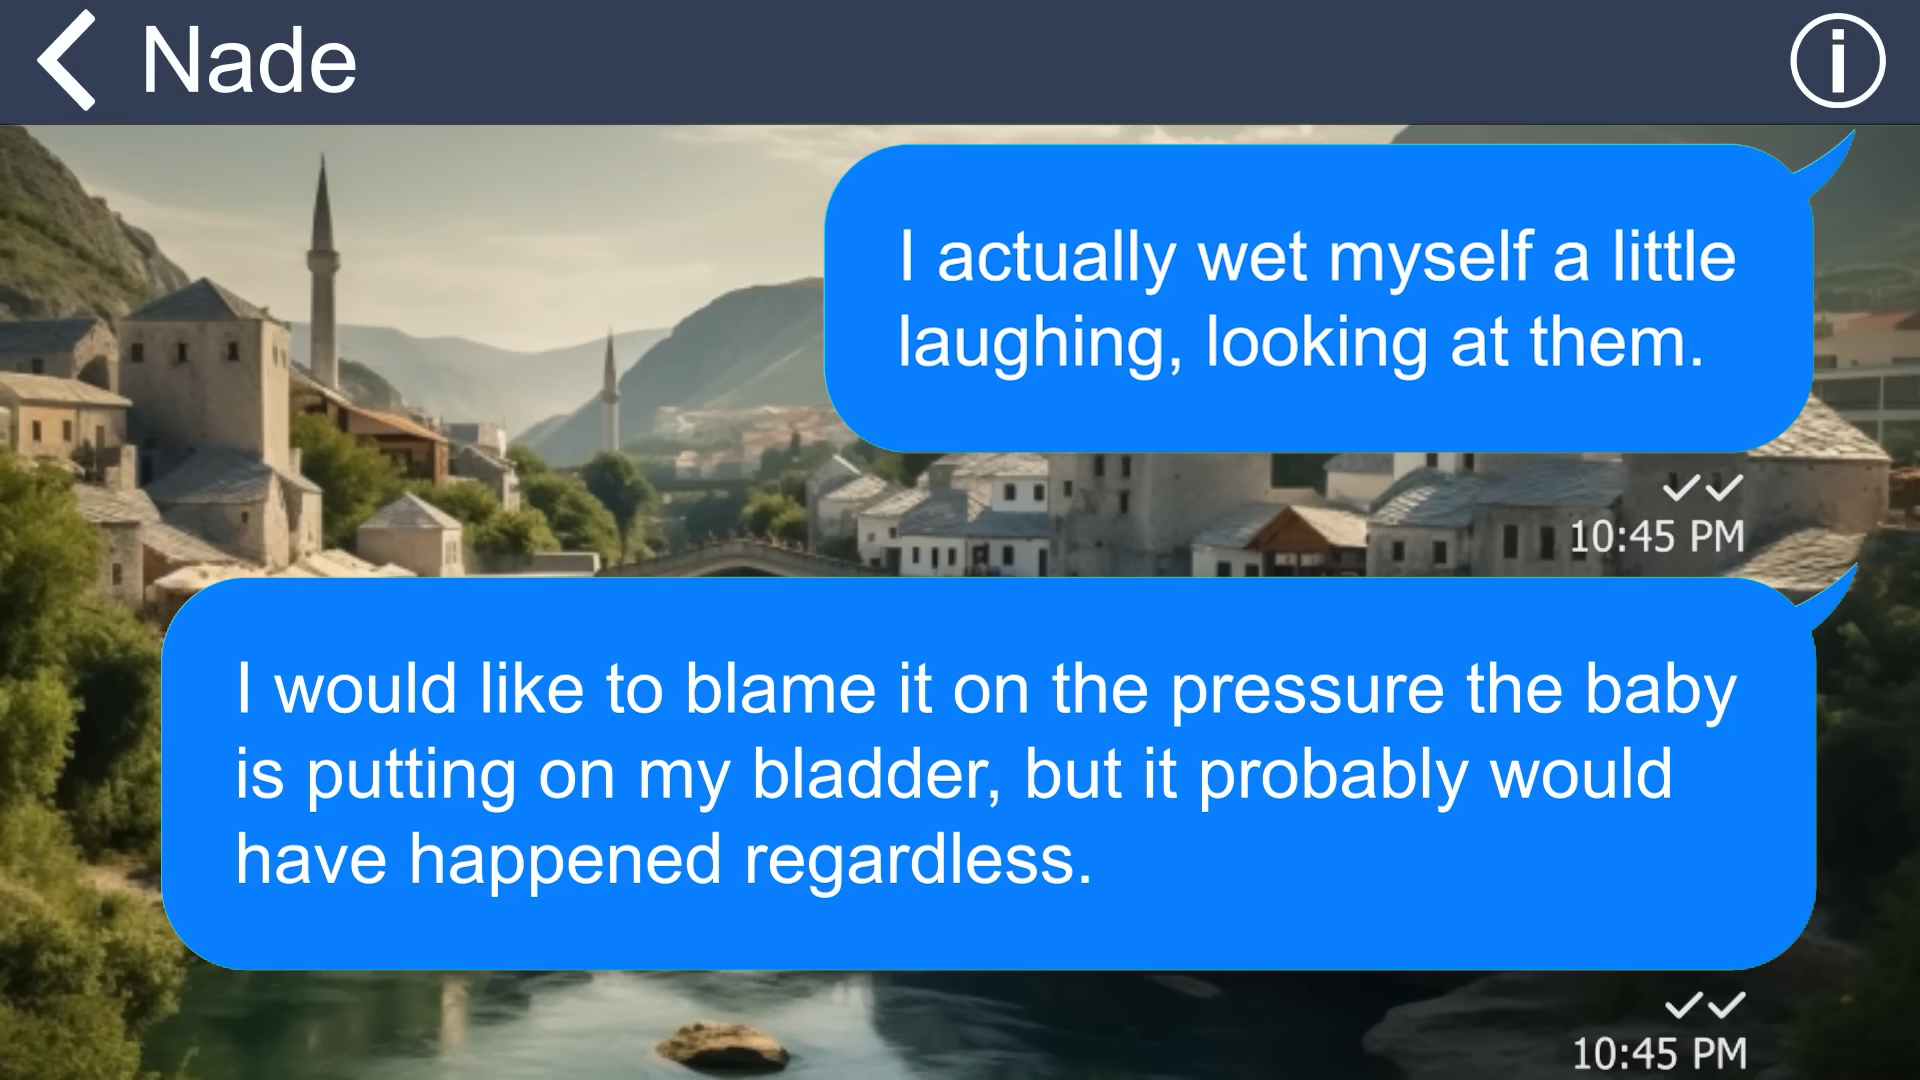 Nade
I actually wet myself a little
laughing, looking at them.
10:45 PM
I would like to blame it on the pressure the baby
is putting on my bladder, but it probably would
have happened regardless.
10:45 PM